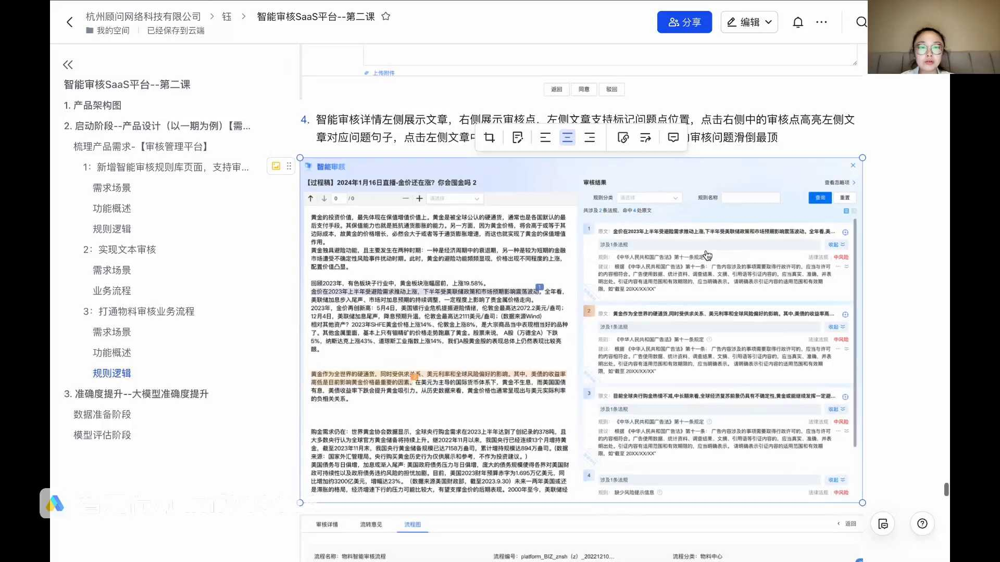 杭州顾问网络科技有限公司 > 钰 > 智能审核SaaS平台--第二课
我的空间 已经保存到云端
分享
编辑
智能审核SaaS平台--第二课
1. 产品架构图
2. 启动阶段--产品设计（以一期为例）【需...
梳理产品需求-【审核管理平台】
1：新增智能审核规则库页面，支持审...
需求场景
功能概述
规则逻辑
2：实现文本审核
需求场景
业务流程
3：打通物料审核业务流程
需求场景
功能概述
规则逻辑
3. 准确度提升--大模型准确度提升
数据准备阶段
模型评估阶段
上传附件
返回 同意 驳回
4. 智能审核详情左侧展示文章，右侧展示审核点，左侧文章支持标记问题点位置，点击右侧中的审核点高亮左侧文
章对应问题句子，点击左侧文章 审核问题滑倒最顶
智能审核
【过程稿】2024年1月16日直播-金价还在涨？你会囤金吗 2
0 /0 请选择
黄金的投资价值，最先体现在保值增值价值上。黄金是被全球公认的硬通货，通常也是各国默认的最
后支付手段。其保值能力也就是抵抗通货膨胀的能力。另一方面，因为黄金价格，将会高于或等于其
边际成本，故黄金的价格增长，必然会大于或者等于通货膨胀增速，而这也就实现了黄金的保值增值
作用。
黄金独具避险功能，且主要发生在两种时期：一种是经济周期中的衰退期，另一种是较为短期的金融
市场遭受不确定性风险事件扰动时期。此时，黄金的避险功能频频显现，价格出现不同程度的上涨，
配置价值凸显。
回顾2023年，有色板块子行业中，黄金板块涨幅居前，上涨19.58%。
金价在2023年上半年受避险需求推动上涨，下半年受美联储政策和市场预期影响震荡波动。全年看，
1
美联储加息步入尾声、市场对加息预期的持续调整，一定程度上影响了贵金属价格走向。
2023年，金价再创新高：5月4日，美国银行业危机提振避险情绪，伦敦金最高达2072.2美元/盎司；
12月4日，美联储加息尾声，降息预期升温，伦敦金最高达2111美元/盎司；(数据来源Wind)
相对其他资产？2023年SHFE黄金价格上涨14%、伦敦金上涨8%，是大宗商品当中表现相当好的品种
了。其他金属里面，基本上只有钼精矿的价格走势跑赢了黄金。股票来说， A股（万德全A）下跌
5%，纳斯达克上涨43%、道琼斯工业指数上涨14%，我们A股黄金股的表现总体上仍然表现比较亮
眼。
黄金作为全世界的硬通货，同时受供求关系、美元利率和全球风险偏好的影响。其中，美债的收益率
高低是目前影响黄金价格最重要的因素。在美元为主导的国际货币体系下，黄金不生息，而美国国债
有息，美债收益率下跌会提升黄金吸引力。从历史数据来看，黄金价格也通常呈现出与美元实际利率
的负相关关系。
购金需求仍在：世界黄金协会数据显示，全球央行购金需求在2023上半年达到了创纪录的378吨，且
大多数央行认为全球官方黄金储备将持续上升。继2022年11月以来，我国央行已经连续13个月增持黄
金，截至2023年11月末，我国央行黄金储备规模已达7158万盎司，累计增持规模达894万盎司。(数据
来源：国家外汇管理局。央行购买黄金历史行为仅供展示和参考，不作为投资建议。)
美国债务与日俱增，加息或渐入尾声: 美国政府债务压力与日俱增，庞大的债务规模使得各界对美国财
政可持续性以及政府债务违约风险的担忧加剧。目前，美国2023财年预算赤字为1.695万亿美元，同
比增加约3200亿美元，增幅达23%。（数据来源美国财政部，截至2023.9.30）未来一两年美国或还
是滞胀的格局，经济增速下行的压力可能比较大，有望支撑金价的后期表现。2000年至今，美联储经
审核结果 查看忽略项 >
规则分类 请选择 规则名称 查询 重置
共涉及2条法规，命中4处原文
1 原文：金价在2023年上半年受避险需求推动上涨,下半年受美联储政策和市场预期影响震荡波动。全年看,美...
涉及1条法规 收起
规则：《中华人民共和国广告法》第十一条规定 法律法规 中风险
建议：根据《中华人民共和国广告法》第十一条：广告内容涉及的事项需要取得行政许可的，应当与许可
的内容相符合。广告使用数据、统计资料、调查结果、文摘、引用语等引证内容的，应当真实、准确，并表
明出处。引证内容有适用范围和有效期限的，应当明确表示。 请明确表示引证内容的适用范围和有效期
限，如“截至 20XX/XX/XX”
2 原文：黄金作为全世界的硬通货,同时受供求关系、美元利率和全球风险偏好的影响。其中,美债的收益率高...
涉及1条法规 收起
规则：《中华人民共和国广告法》第十一条规定 法律法规 中风险
建议：根据《中华人民共和国广告法》第十一条：广告内容涉及的事项需要取得行政许可的，应当与许可
的内容相符合。广告使用数据、统计资料、调查结果、文摘、引用语等引证内容的，应当真实、准确，并表
明出处。引证内容有适用范围和有效期限的，应当明确表示。 请明确表示引证内容的适用范围和有效期
限，如“截至 20XX/XX/XX”
3 原文：目前全球央行购金热情不减,中长期来看,全球经济复苏前景仍具有不确定性,黄金或能继续发挥一定避...
涉及1条法规 收起
规则：《中华人民共和国广告法》第十一条规定 法律法规 中风险
建议：根据《中华人民共和国广告法》第十一条：广告内容涉及的事项需要取得行政许可的，应当与许可
的内容相符合。广告使用数据、统计资料、调查结果、文摘、引用语等引证内容的，应当真实、准确，并表
明出处。引证内容有适用范围和有效期限的，应当明确表示。 请明确表示引证内容的适用范围和有效期
限，如“截至 20XX/XX/XX”
4 涉及1条法规 收起
规则：缺少风险提示信息 法律法规 中风险
审核详情 流转意见 流程图 返回
流程名称：物料智能审核流程 流程编号：platform_BIZ_znsh（z）_20221210... 流程分类：物料中心